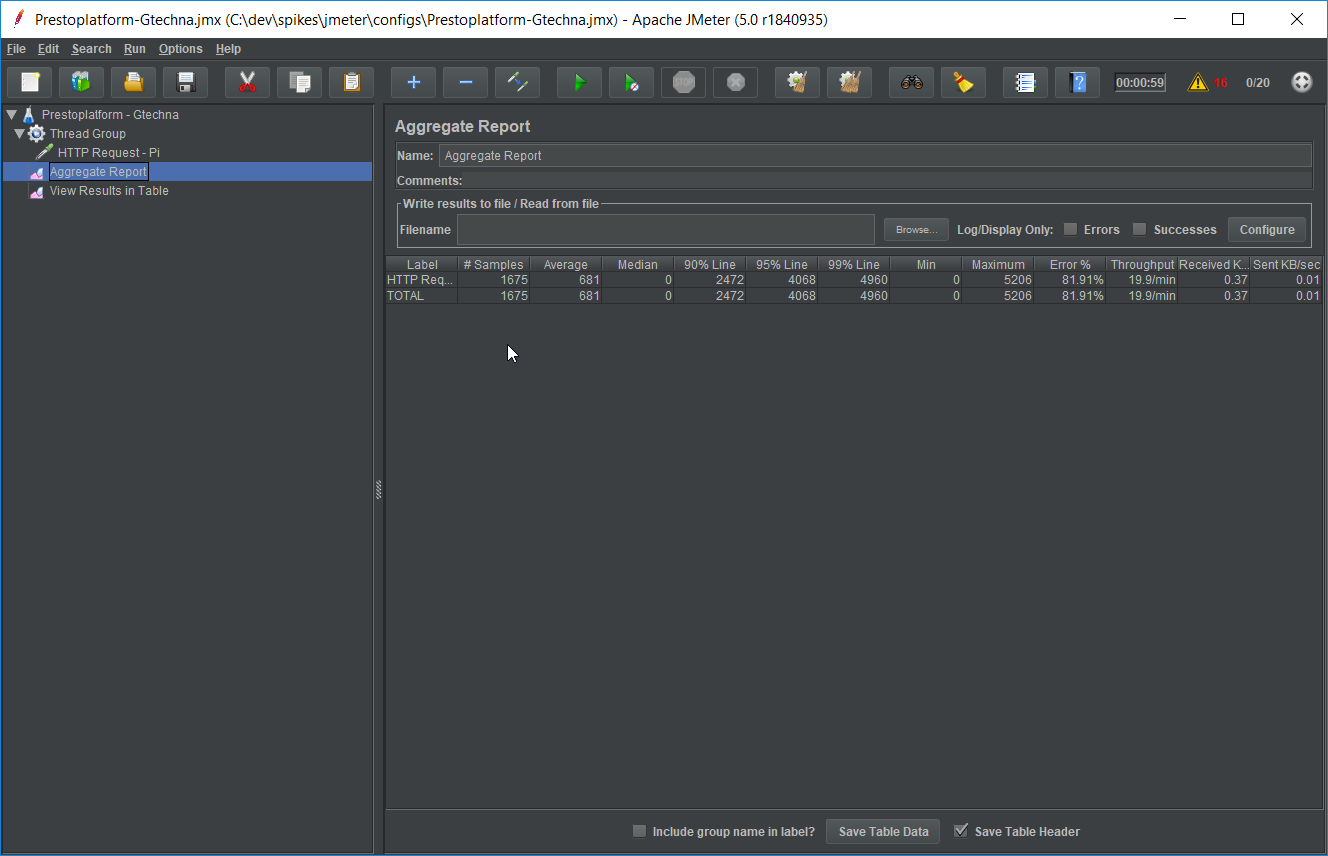 Prestoplatform-Gtechna.jmx (C:\dev\spikes\jmeter\configs\Prestoplatform-Gtechna.jmx) - Apache JMeter (5.0 r1840935)
File Edit Search Run Options Help
STOP 00:00:59 16 0/20
Prestoplatform - Gtechna
Thread Group
HTTP Request - Pi
Aggregate Report
View Results in Table
Aggregate Report
Name: Aggregate Report
Comments:
Write results to file / Read from file
Filename Browse... Log/Display Only: Errors Successes Configure
Label # Samples Average Median 90% Line 95% Line 99% Line Min Maximum Error % Throughput Received K... Sent KB/sec
HTTP Req... 1675 681 0 2472 4068 4960 0 5206 81.91% 19.9/min 0.37 0.01
TOTAL 1675 681 0 2472 4068 4960 0 5206 81.91% 19.9/min 0.37 0.01
Include group name in label? Save Table Data Save Table Header